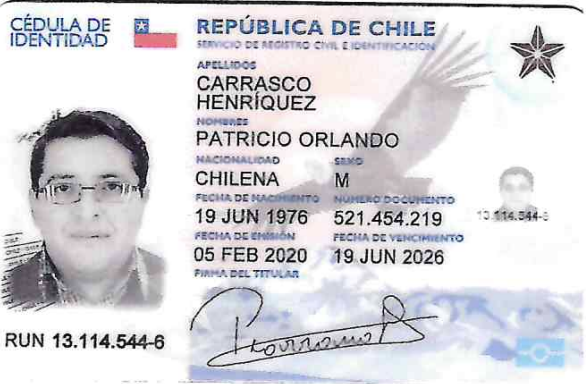 CÉDULA DE
IDENTIDAD
REPÚBLICA DE CHILE
SERVICIO DE REGISTRO CIVIL E IDENTIFICACIÓN
APELLIDOS
CARRASCO
HENRÍQUEZ
NOMBRES
PATRICIO ORLANDO
NACIONALIDAD SEXO
CHILENA M
FECHA DE NACIMIENTO NÚMERO DOCUMENTO
19 JUN 1976 521.454.219
13.114.544-6
FECHA DE EMISIÓN FECHA DE VENCIMIENTO
05 FEB 2020 19 JUN 2026
FIRMA DEL TITULAR
RUN 13.114.544-6